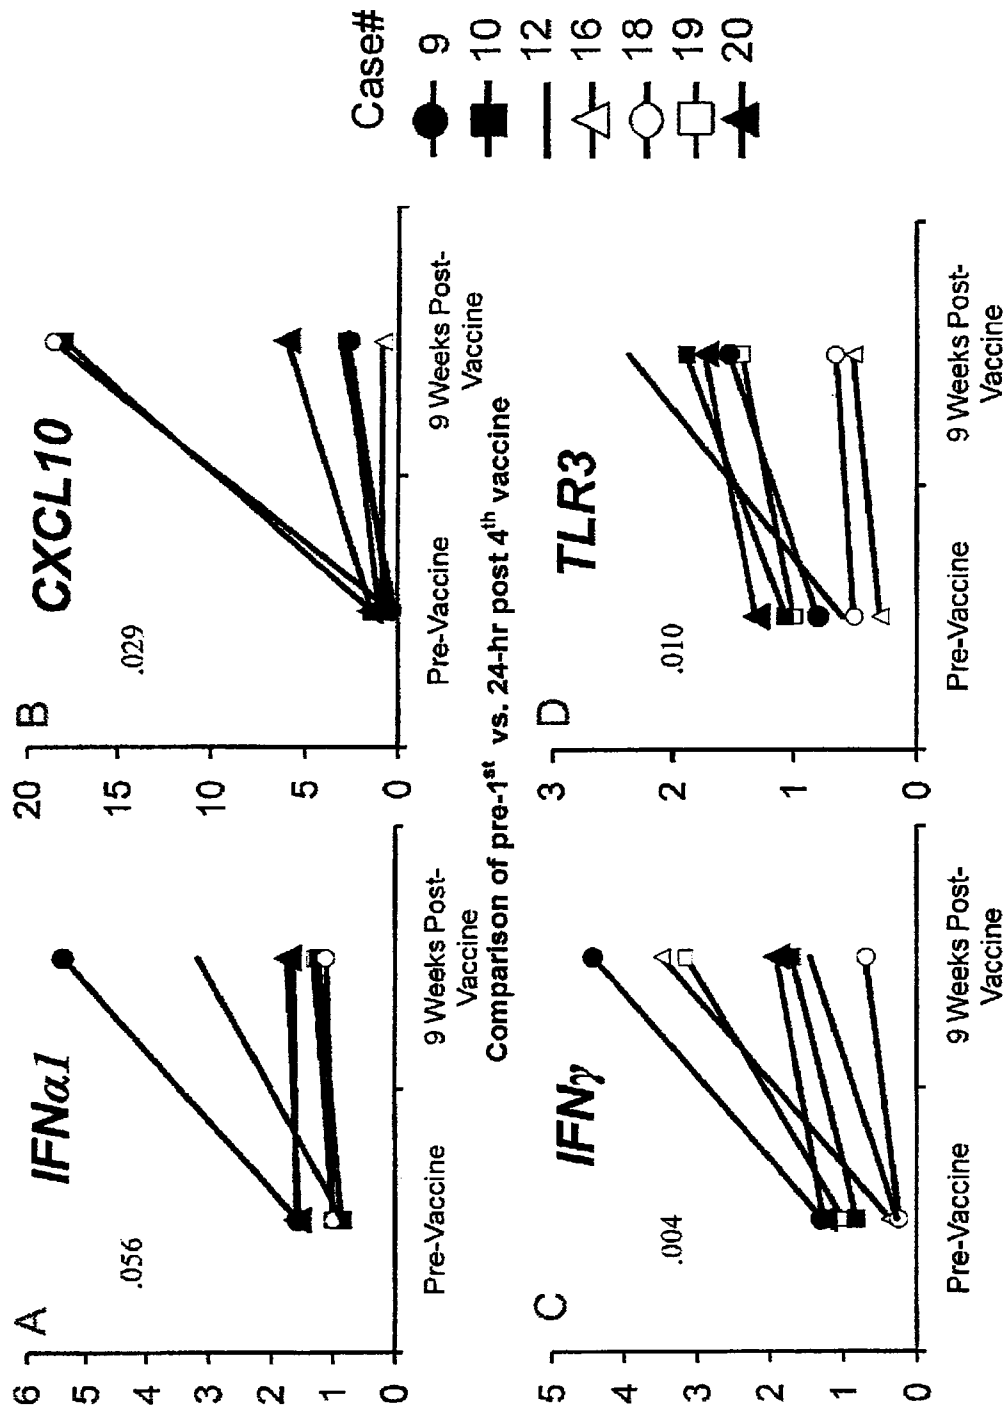 A
IFNα1
.056
6
5
4
3
2
1
0
Pre-Vaccine
9 Weeks Post-
Vaccine
B
CXCL10
.029
20
15
10
5
0
Pre-Vaccine
9 Weeks Post-
Vaccine
Case#
9
10
12
16
18
19
20
Comparison of pre-1st vs. 24-hr post 4th vaccine
C
IFNγ
.004
5
4
3
2
1
0
Pre-Vaccine
9 Weeks Post-
Vaccine
D
TLR3
.010
3
2
1
0
Pre-Vaccine
9 Weeks Post-
Vaccine